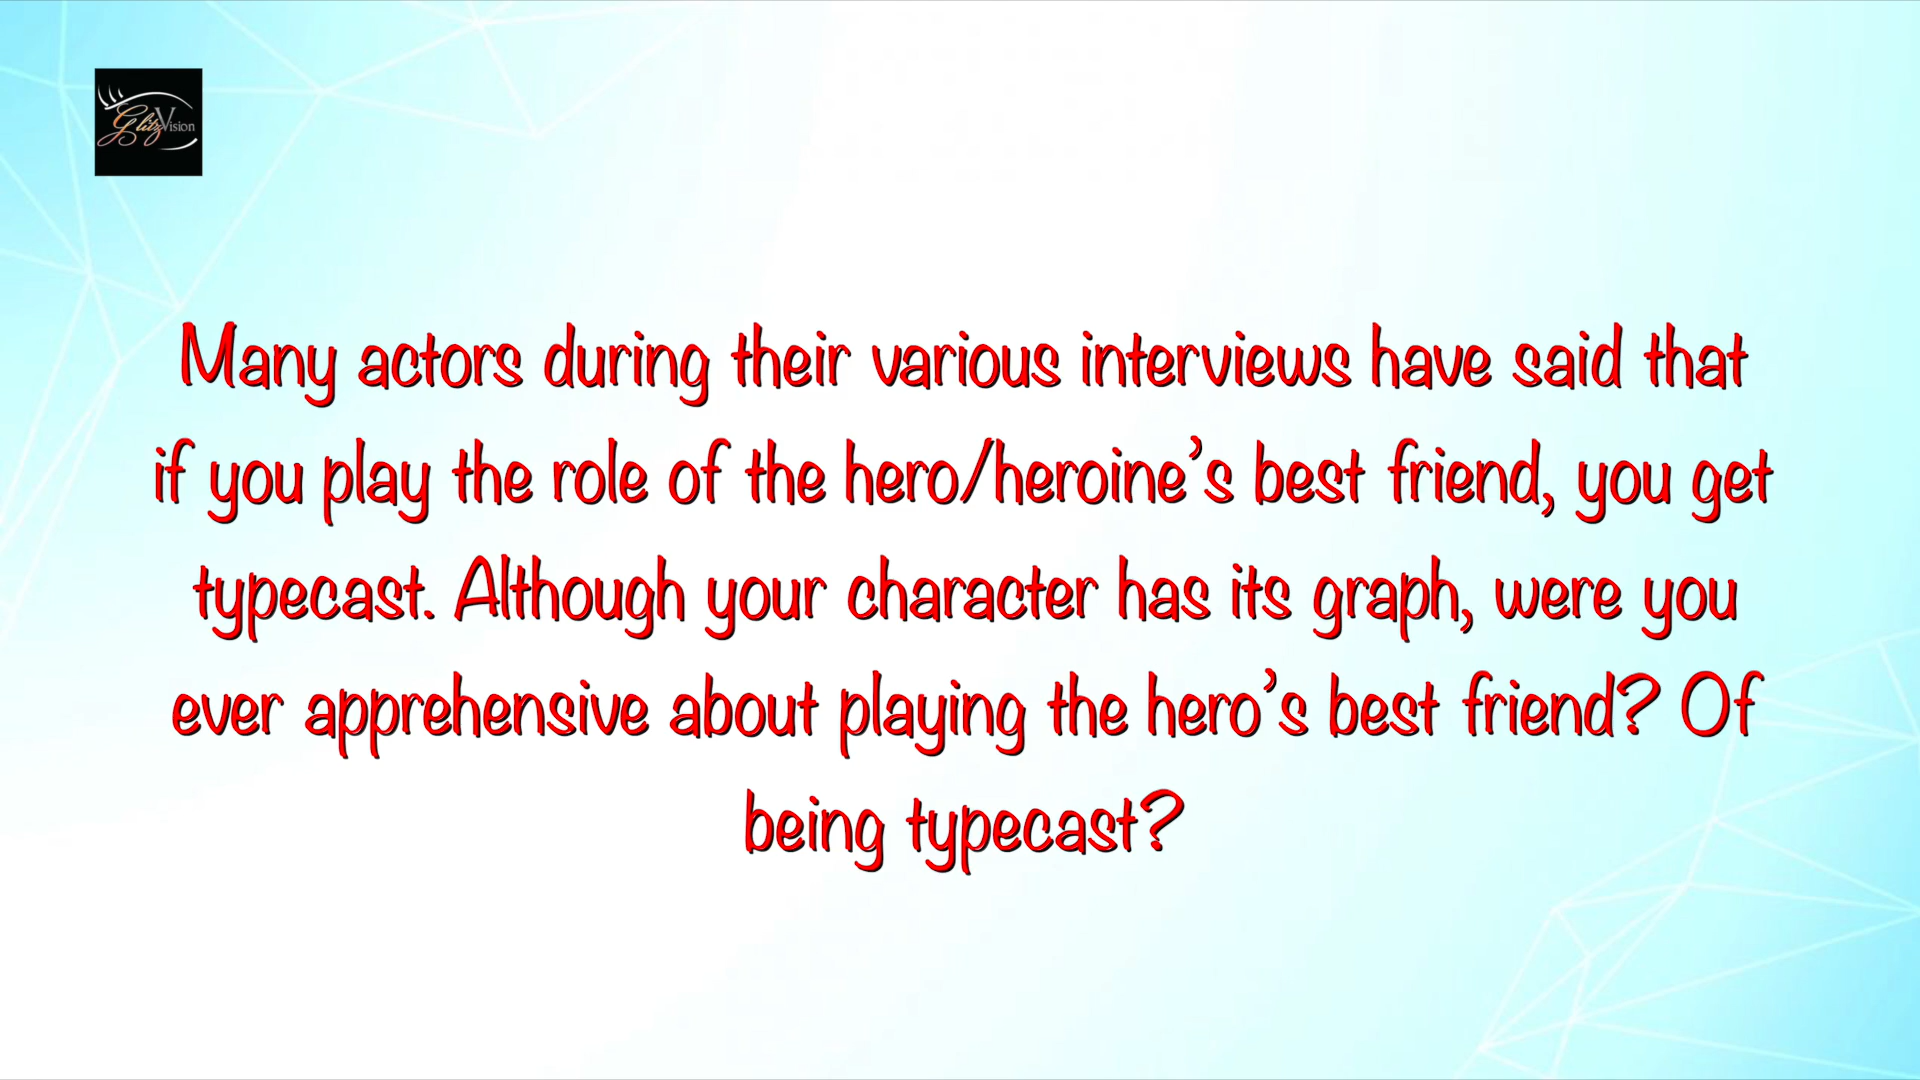 GlitzVision
Many actors during their various interviews have said that
if you play the role of the hero/heroine’s best friend, you get
typecast. Although your character has its graph, were you
ever apprehensive about playing the hero’s best friend? Of
being typecast?